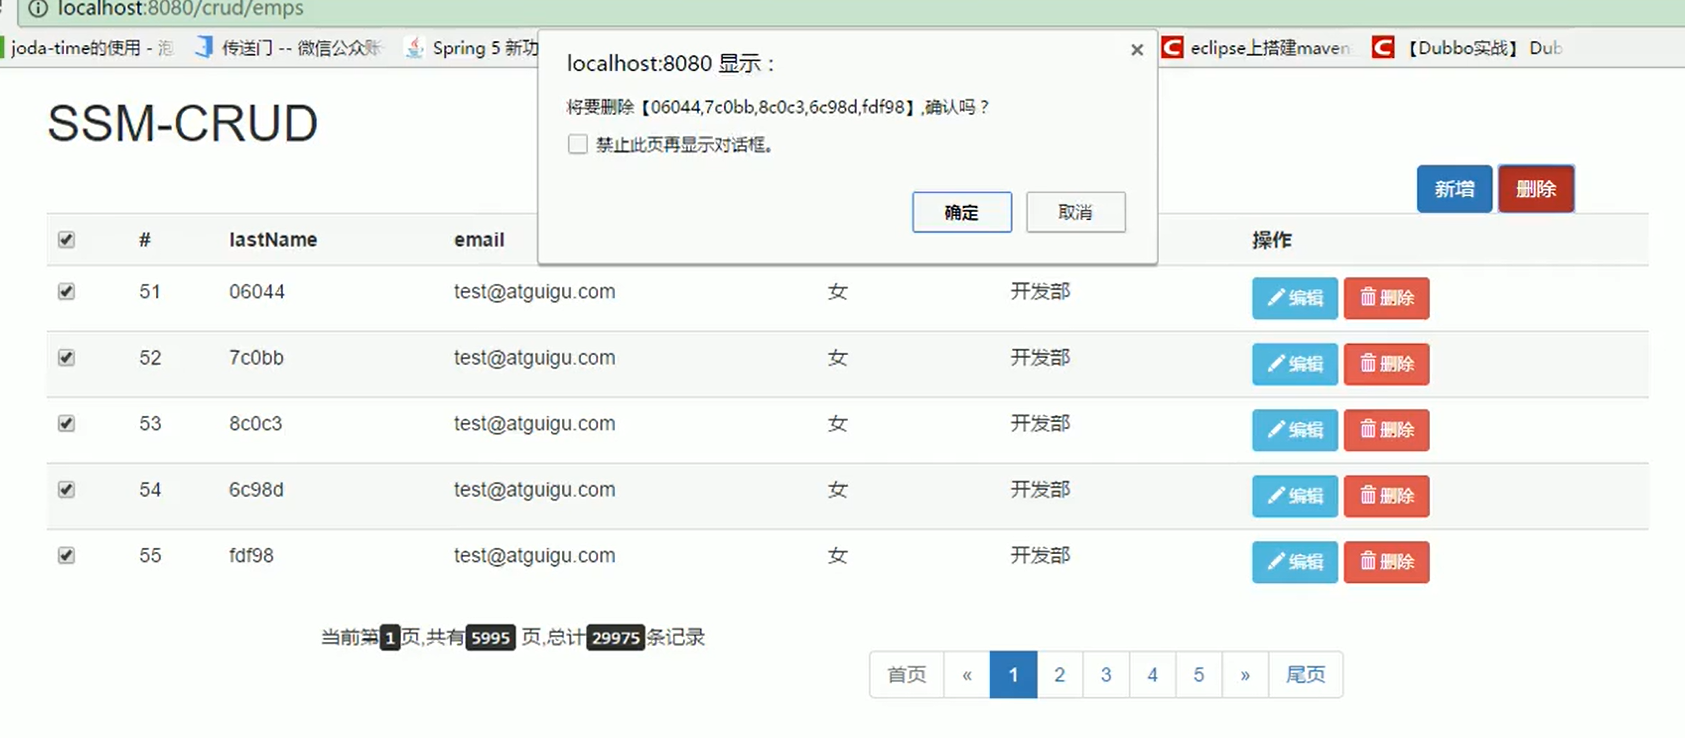 localhost:8080/crud/emps
joda-time的使用 - 泡
传送门 -- 微信公众账
Spring 5 新功
eclipse上搭建maven
【Dubbo实战】 Dub
localhost:8080 显示：
将要删除【06044,7c0bb,8c0c3,6c98d,fdf98】,确认吗？
禁止此页再显示对话框。
确定 取消
SSM-CRUD
新增 删除
# lastName email 操作
51 06044 test@atguigu.com 女 开发部 编辑 删除
52 7c0bb test@atguigu.com 女 开发部 编辑 删除
53 8c0c3 test@atguigu.com 女 开发部 编辑 删除
54 6c98d test@atguigu.com 女 开发部 编辑 删除
55 fdf98 test@atguigu.com 女 开发部 编辑 删除
当前第1页,共有5995 页,总计29975条记录
首页 « 1 2 3 4 5 » 尾页